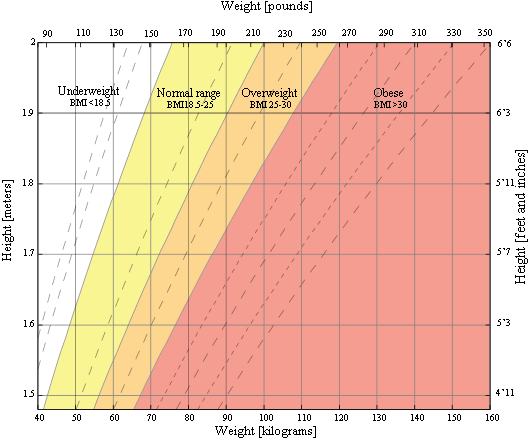 Weight [pounds]
90 110 130 150 170 190 210 230 250 270 290 310 330 350
2 6"6
Underweight Normal range Overweight Obese
BMI <18.5 BMI18.5-25 BMI 25-30 BMI >30
1.9 6"3
1.8 5"11
Height [meters] Height [feet and inches]
1.7 5"7
1.6 5"3
1.5 4"11
40 50 60 70 80 90 100 110 120 130 140 150 160
Weight [kilograms]